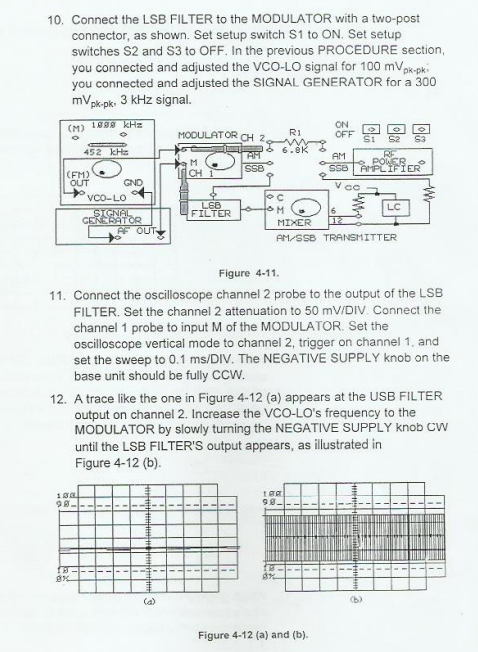 10. Connect the LSB FILTER to the MODULATOR with a two-post
connector, as shown. Set setup switch S1 to ON. Set setup
switches S2 and S3 to OFF. In the previous PROCEDURE section,
you connected and adjusted the VCO-LO signal for 100 mVpk-pk;
you connected and adjusted the SIGNAL GENERATOR for a 300
mVpk-pk, 3 kHz signal.
(M) 1000 kHz
452 kHz
(FM)
OUT GND
VCO-LO
SIGNAL
GENERATOR
AF OUT
MODULATOR CH 2
M
CH 1
AM
SSB
R1
6.8K
LSB
FILTER
C
M
MIXER
6
12
ON
OFF
S1 S2 S3
AM
SSB
RF
POWER
AMPLIFIER
Vcc
LC
AM/SSB TRANSMITTER
Figure 4-11.
11. Connect the oscilloscope channel 2 probe to the output of the LSB
FILTER. Set the channel 2 attenuation to 50 mV/DIV. Connect the
channel 1 probe to input M of the MODULATOR. Set the
oscilloscope vertical mode to channel 2, trigger on channel 1, and
set the sweep to 0.1 ms/DIV. The NEGATIVE SUPPLY knob on the
base unit should be fully CCW.
12. A trace like the one in Figure 4-12 (a) appears at the USB FILTER
output on channel 2. Increase the VCO-LO's frequency to the
MODULATOR by slowly turning the NEGATIVE SUPPLY knob CW
until the LSB FILTER'S output appears, as illustrated in
Figure 4-12 (b).
100
90
10
0%
(a)
100
90
10
0%
(b)
Figure 4-12 (a) and (b).